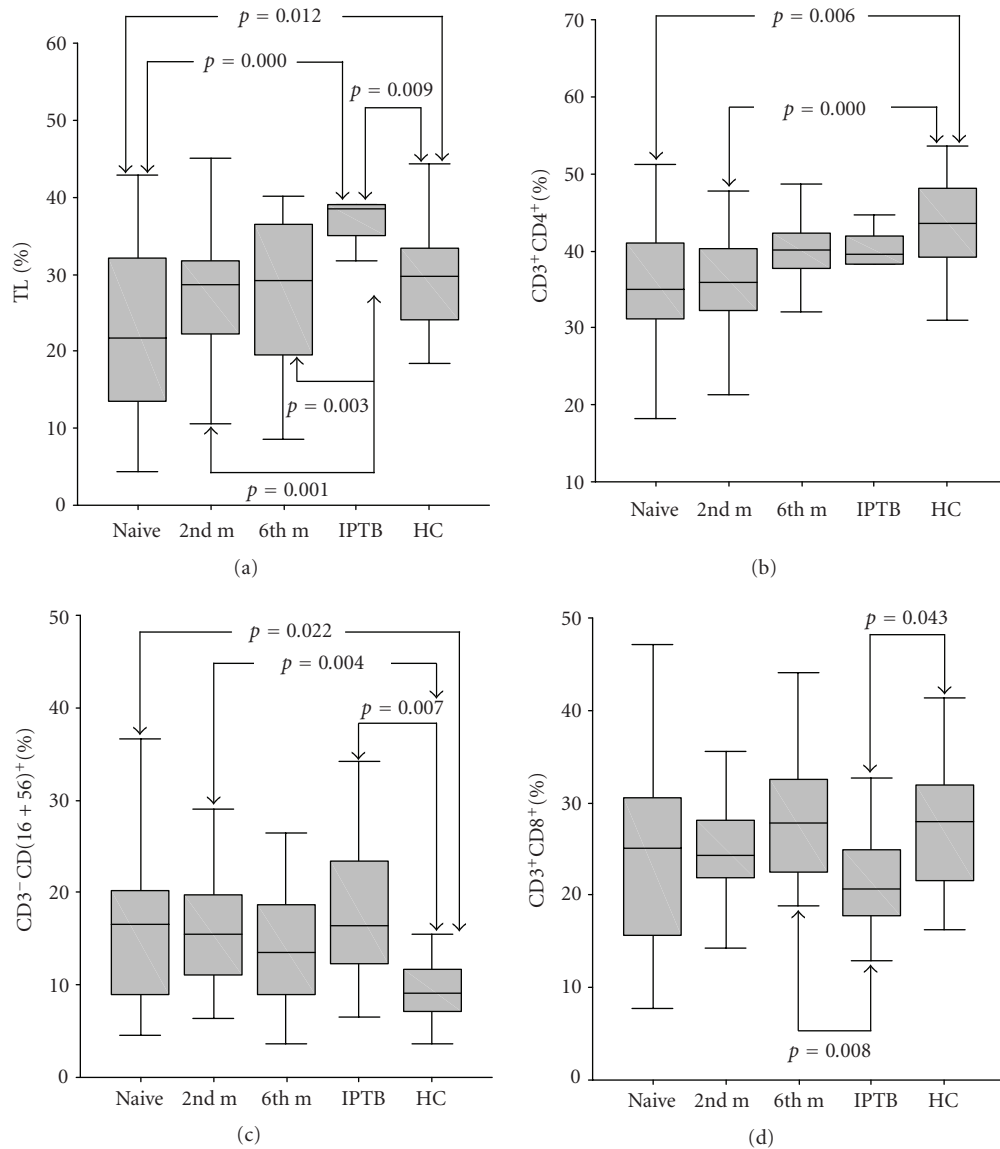 p = 0.012
60
p = 0.000
50
p = 0.009
40
TL (%)
30
20
p = 0.003
10
p = 0.001
0
Naive 2nd m 6th m IPTB HC
(a)
70
p = 0.006
60
p = 0.000
50
CD3⁺CD4⁺(%)
40
30
20
10
Naive 2nd m 6th m IPTB HC
(b)
50
p = 0.022
p = 0.004
40
p = 0.007
30
CD3⁻CD(16 + 56)⁺(%)
20
10
0
Naive 2nd m 6th m IPTB HC
(c)
50
p = 0.043
40
30
CD3⁺CD8⁺(%)
20
10
p = 0.008
0
Naive 2nd m 6th m IPTB HC
(d)